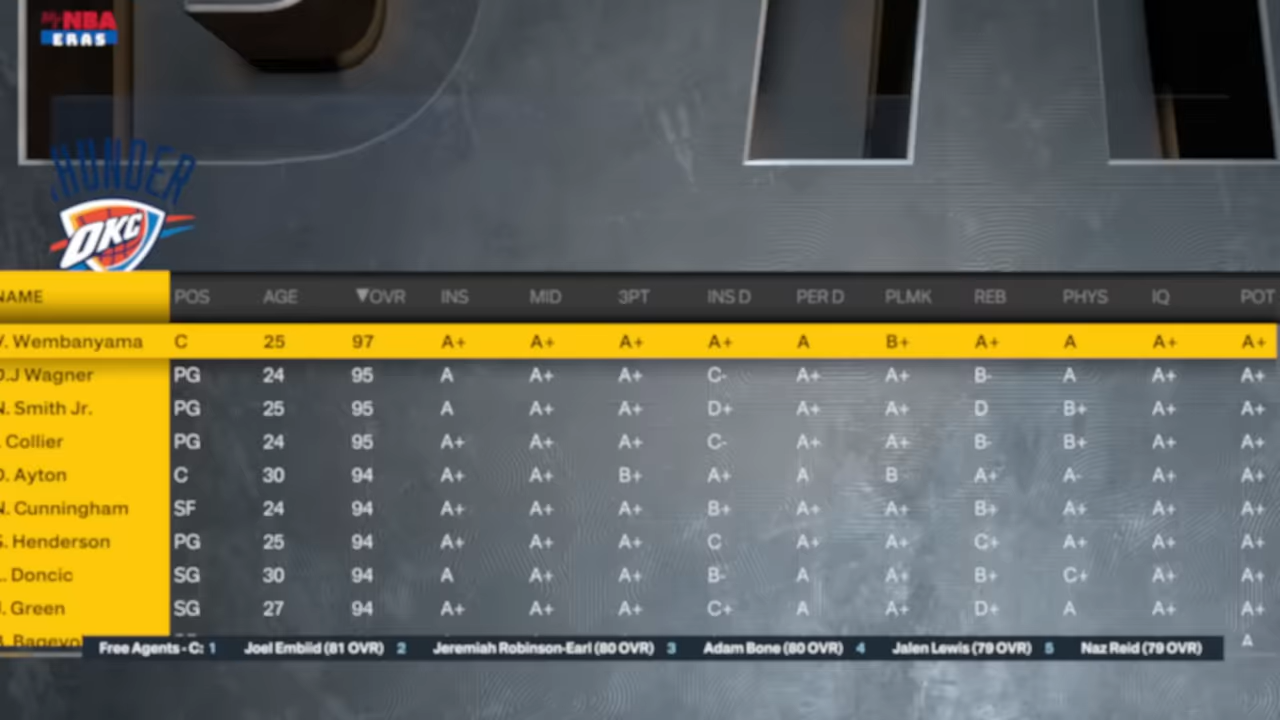 MyNBA
ERAS
THUNDER
OKC
NAME POS AGE ▼OVR INS MID 3PT INS D PER D PLMK REB PHYS IQ POT
V. Wembanyama C 25 97 A+ A+ A+ A+ A B+ A+ A A+ A+
D.J Wagner PG 24 95 A A+ A+ C- A+ A+ B- A A+ A+
N. Smith Jr. PG 25 95 A A+ A+ D+ A+ A+ D B+ A+ A+
. Collier PG 24 95 A+ A+ A+ C- A+ A+ B- B+ A+ A+
D. Ayton C 30 94 A+ A+ B+ A+ A B A+ A- A+ A+
N. Cunningham SF 24 94 A+ A+ A+ B+ A+ A+ B+ A+ A+ A+
S. Henderson PG 25 94 A+ A+ A+ C A+ A+ C+ A+ A+ A+
L. Doncic SG 30 94 A A+ A+ B- A A+ B+ C+ A+ A+
J. Green SG 27 94 A+ A+ A+ C+ A A+ D+ A A+ A+
A
Free Agents - C: 1 Joel Embiid (81 OVR) 2 Jeremiah Robinson-Earl (80 OVR) 3 Adam Bone (80 OVR) 4 Jalen Lewis (79 OVR) 5 Naz Reid (79 OVR)